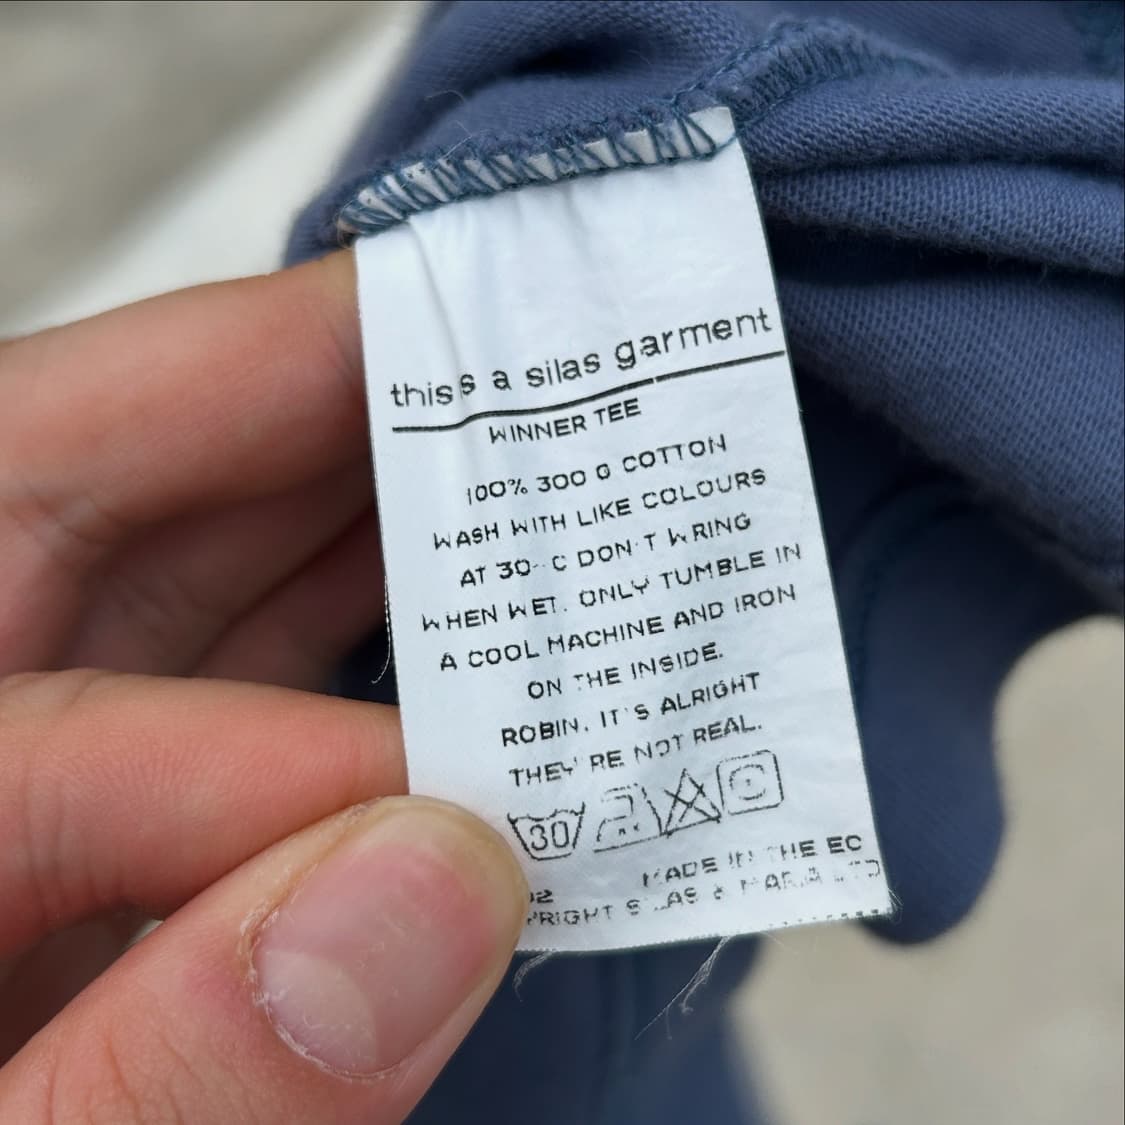 this s a silas garment
WINNER TEE
100% 300 G COTTON
WASH WITH LIKE COLOURS
AT 30 C DON'T WRING
WHEN WET. ONLY TUMBLE IN
A COOL MACHINE AND IRON
ON THE INSIDE.
ROBIN, IT'S ALRIGHT
THEY'RE NOT REAL.
30
MADE IN THE EC